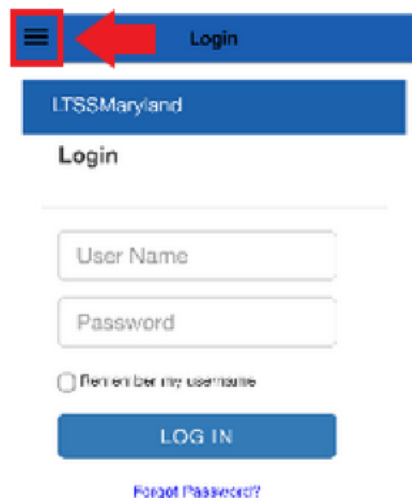 Login
LTSSMaryland
Login
User Name
Password
Remember my username
LOG IN
Forgot Password?